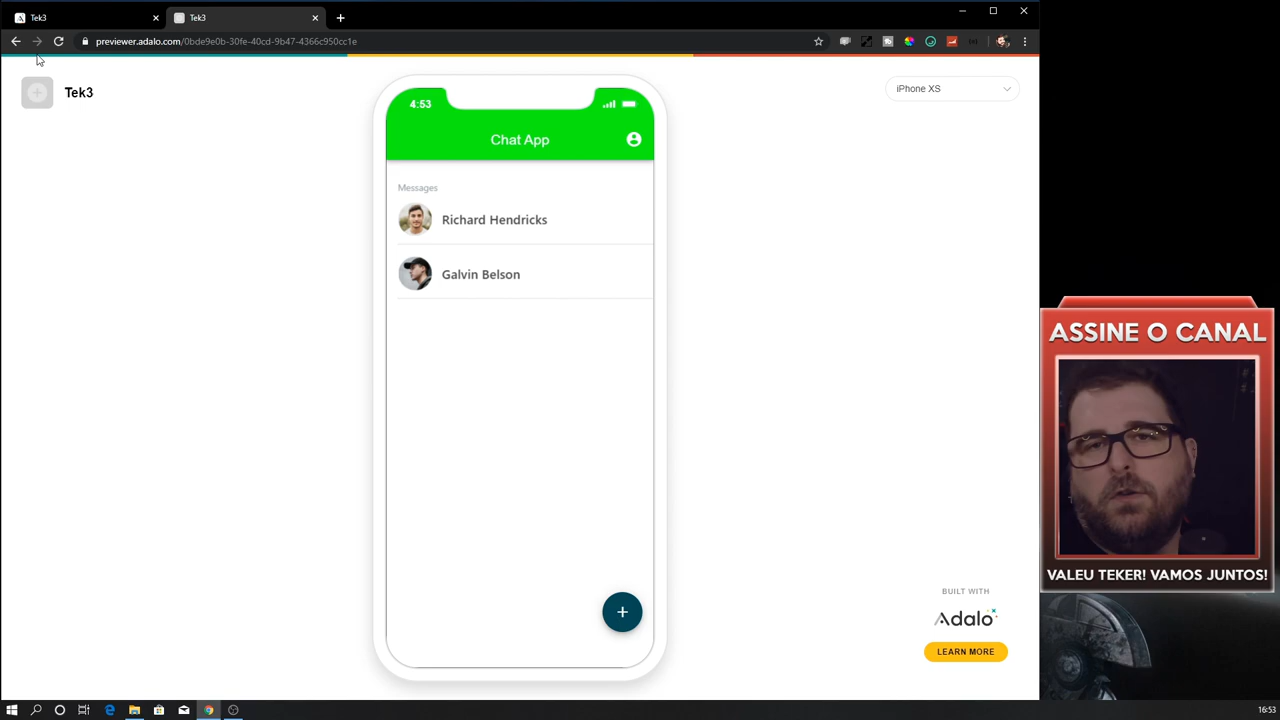 Tek3
Tek3
previewer.adalo.com/0bde9e0b-30fe-40cd-9b47-4366c950cc1e
Tek3
iPhone XS
4:53
Chat App
Messages
Richard Hendricks
Galvin Belson
+
BUILT WITH
Adalo
LEARN MORE
ASSINE O CANAL
VALEU TEKER! VAMOS JUNTOS!
16:53